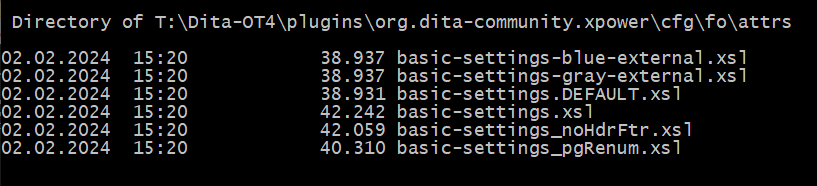 Directory of T:\Dita-OT4\plugins\org.dita-community.xpower\cfg\fo\attrs
02.02.2024  15:20            38.937 basic-settings-blue-external.xsl
02.02.2024  15:20            38.937 basic-settings-gray-external.xsl
02.02.2024  15:20            38.931 basic-settings.DEFAULT.xsl
02.02.2024  15:20            42.242 basic-settings.xsl
02.02.2024  15:20            42.059 basic-settings_noHdrFtr.xsl
02.02.2024  15:20            40.310 basic-settings_pgRenum.xsl